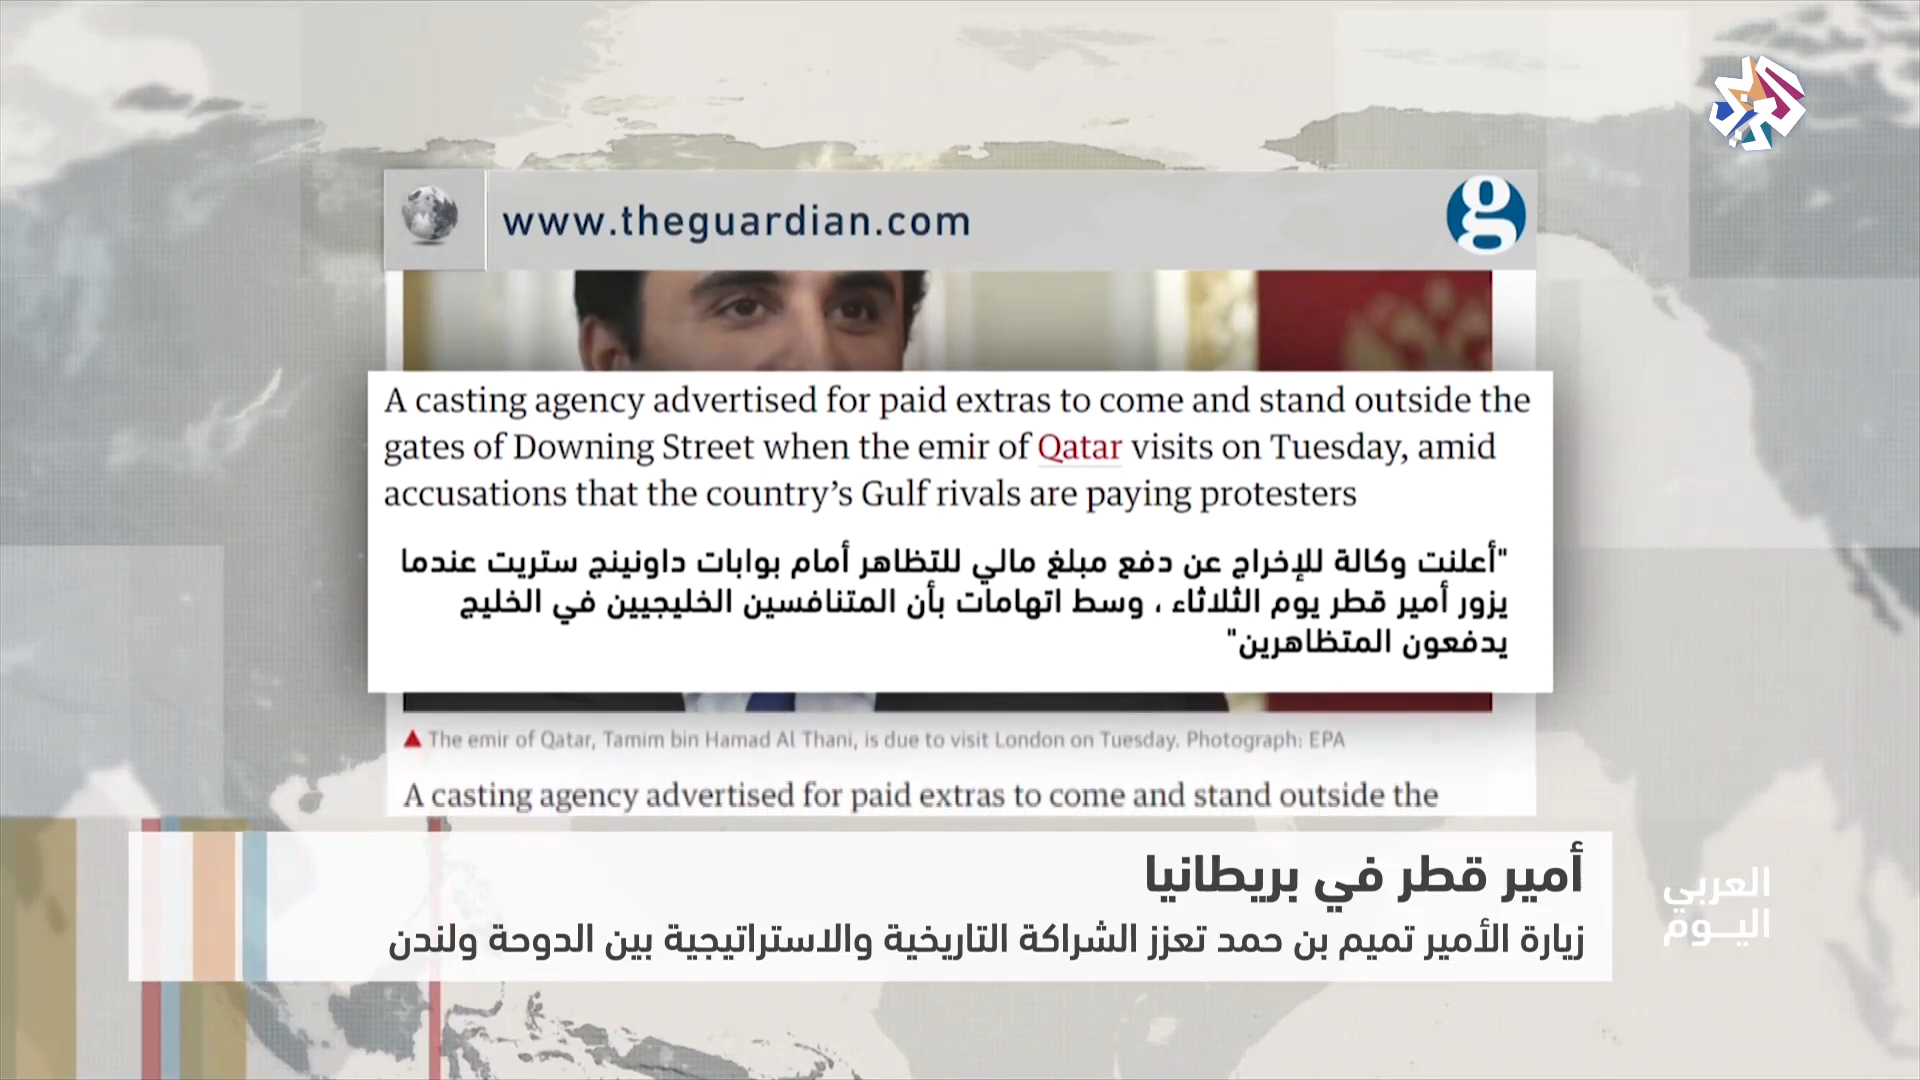 www.theguardian.com
A casting agency advertised for paid extras to come and stand outside the
gates of Downing Street when the emir of Qatar visits on Tuesday, amid
accusations that the country’s Gulf rivals are paying protesters
"أعلنت وكالة للإخراج عن دفع مبلغ مالي للتظاهر أمام بوابات داونينج ستريت عندما
يزور أمير قطر يوم الثلاثاء ، وسط اتهامات بأن المتنافسين الخليجيين في الخليج
يدفعون المتظاهرين"
The emir of Qatar, Tamim bin Hamad Al Thani, is due to visit London on Tuesday. Photograph: EPA
A casting agency advertised for paid extras to come and stand outside the
أمير قطر في بريطانيا
زيارة الأمير تميم بن حمد تعزز الشراكة التاريخية والاستراتيجية بين الدوحة ولندن
العربي
اليـوم